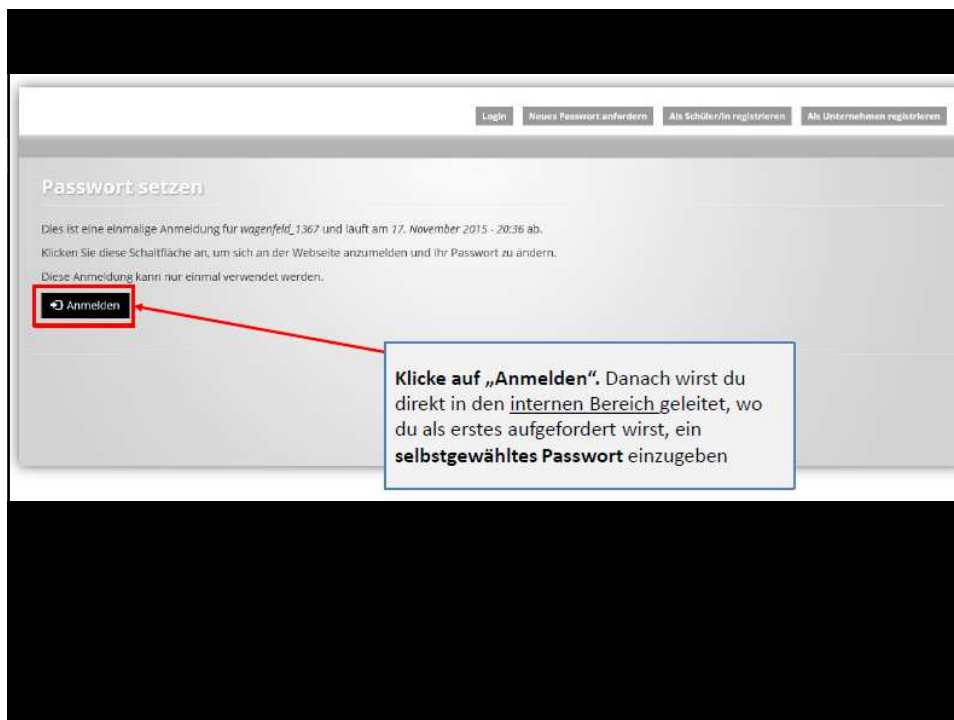 Login Neues Passwort anfordern Als Schüler/in registrieren Als Unternehmen registrieren
Passwort setzen
Dies ist eine einmalige Anmeldung für wagenfeld_1367 und läuft am 17. November 2015 - 20:36 ab.
Klicken Sie diese Schaltfläche an, um sich an der Webseite anzumelden und Ihr Passwort zu ändern.
Diese Anmeldung kann nur einmal verwendet werden.
Anmelden
Klicke auf „Anmelden“. Danach wirst du
direkt in den internen Bereich geleitet, wo
du als erstes aufgefordert wirst, ein
selbstgewähltes Passwort einzugeben